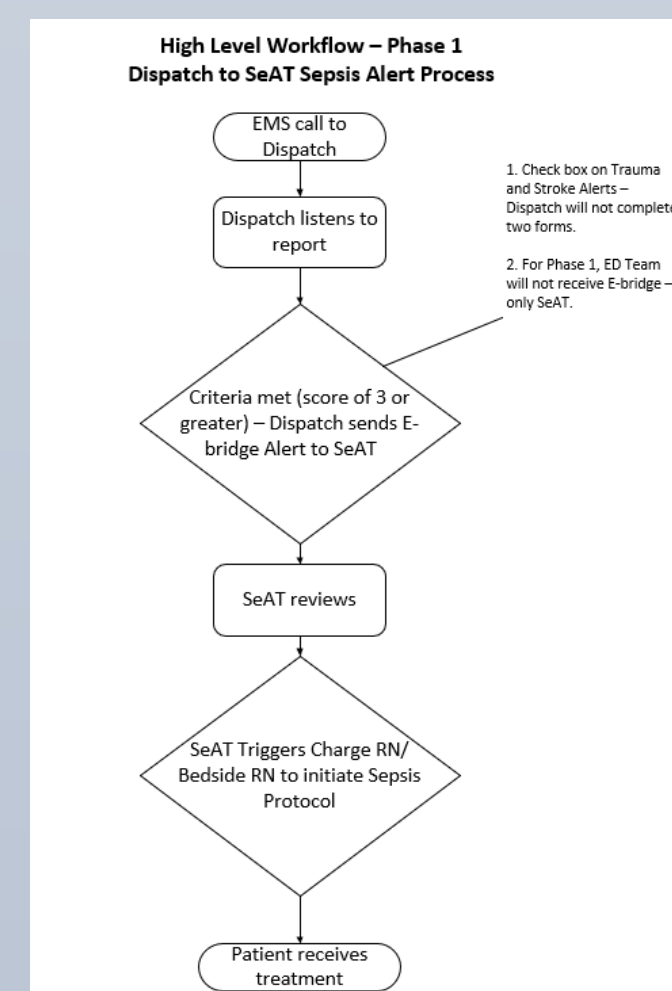 High Level Workflow – Phase 1
Dispatch to SeAT Sepsis Alert Process
EMS call to
Dispatch
Dispatch listens to
report
1. Check box on Trauma
and Stroke Alerts –
Dispatch will not complete
two forms.
2. For Phase 1, ED Team
will not receive E-bridge –
only SeAT.
Criteria met (score of 3 or
greater) – Dispatch sends E-
bridge Alert to SeAT
SeAT reviews
SeAT Triggers Charge RN/
Bedside RN to initiate Sepsis
Protocol
Patient receives
treatment